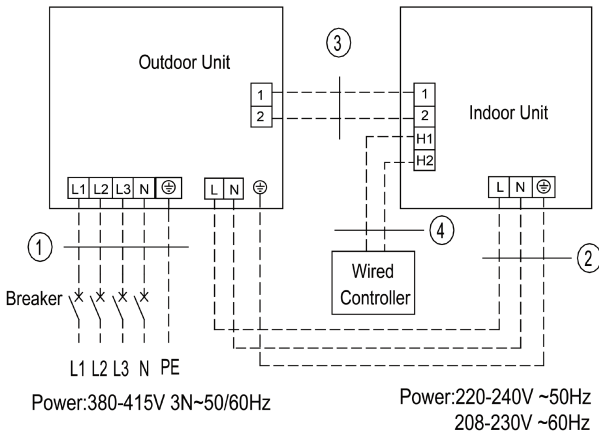 Outdoor Unit
3
1
2
1
2
H1
H2
Indoor Unit
L1 L2 L3 N
L N
L N
1
4
2
Breaker
Wired
Controller
L1 L2 L3 N PE
Power:380-415V 3N~50/60Hz
Power:220-240V ~50Hz
208-230V ~60Hz